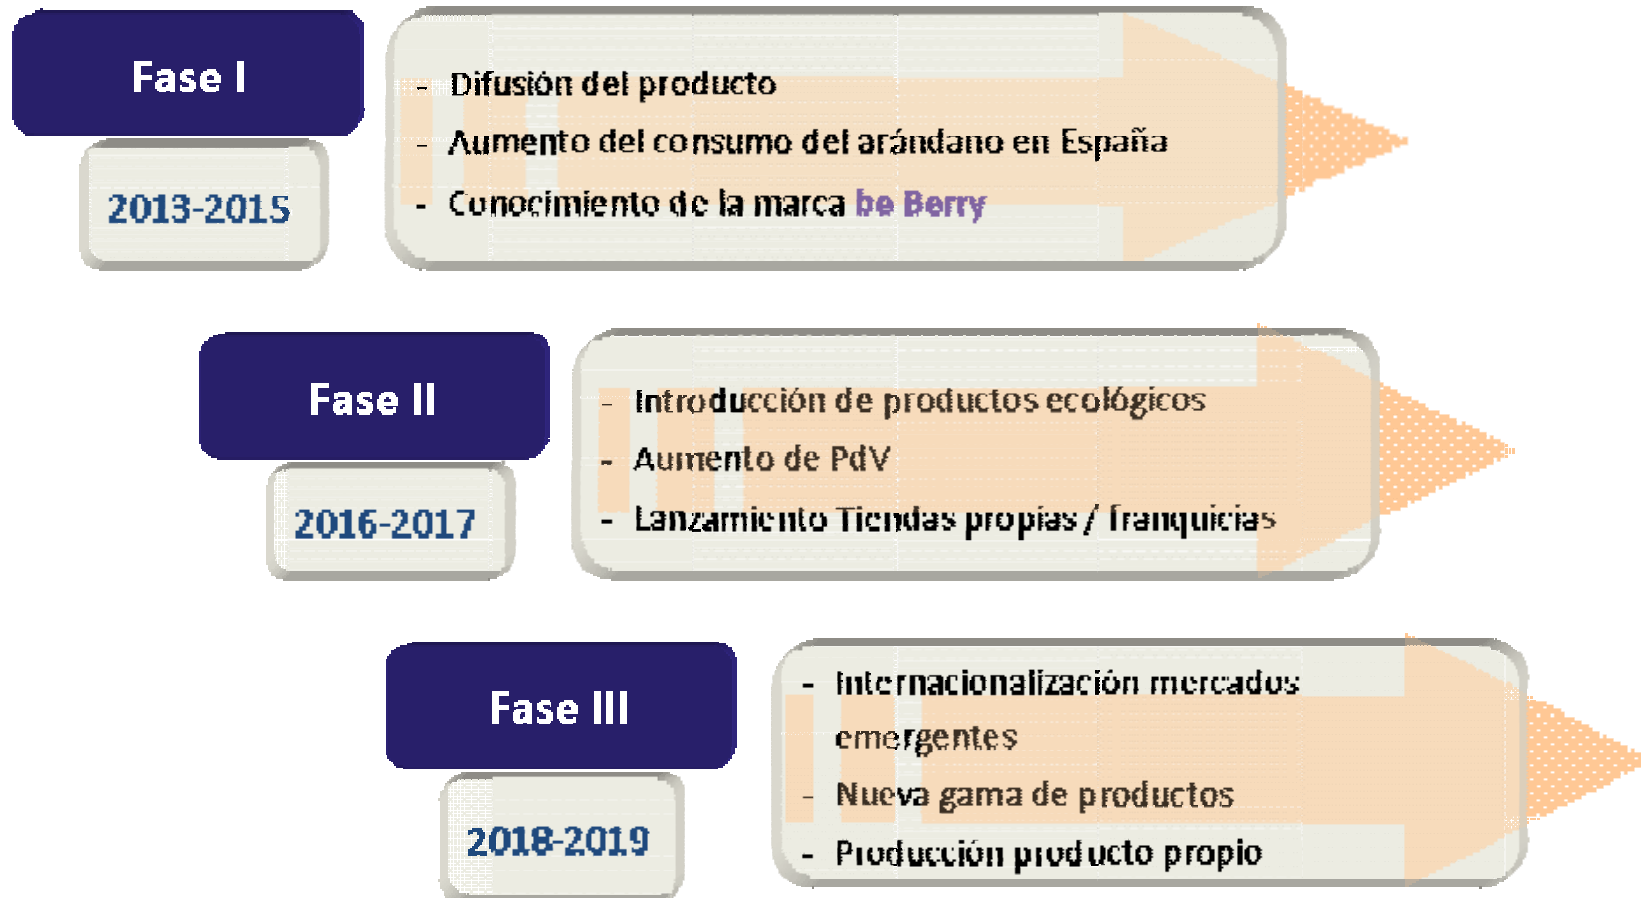 Fase I
2013-2015
- Difusión del producto
- Aumento del consumo del arándano en España
- Conocimiento de la marca be Berry
Fase II
2016-2017
- Introducción de productos ecológicos
- Aumento de PdV
- Lanzamiento Tiendas propias / franquicias
Fase III
2018-2019
- Internacionalización mercados
emergentes
- Nueva gama de productos
- Producción producto propio